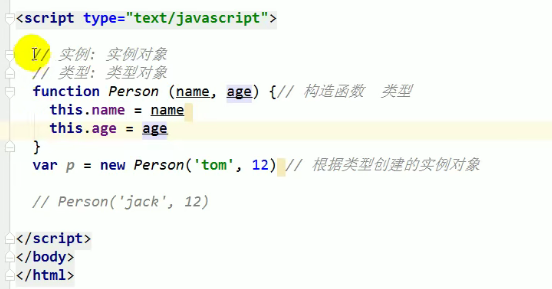 <script type="text/javascript">
// 实例: 实例对象
// 类型: 类型对象
function Person (name, age) {// 构造函数  类型
this.name = name
this.age = age
}
var p = new Person('tom', 12) // 根据类型创建的实例对象
// Person('jack', 12)
</script>
</body>
</html>